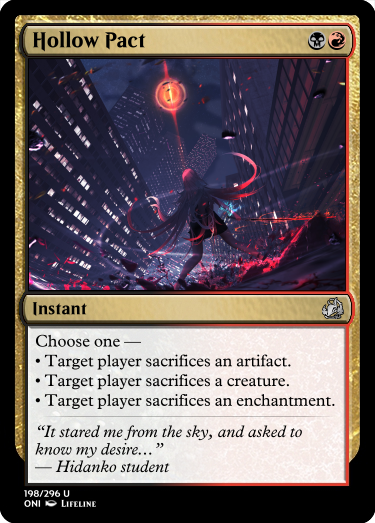 Hollow Pact
Instant
Choose one —
• Target player sacrifices an artifact.
• Target player sacrifices a creature.
• Target player sacrifices an enchantment.
“It stared me from the sky, and asked to
know my desire…”
— Hidanko student
198/296 U
ONI LIFELINE